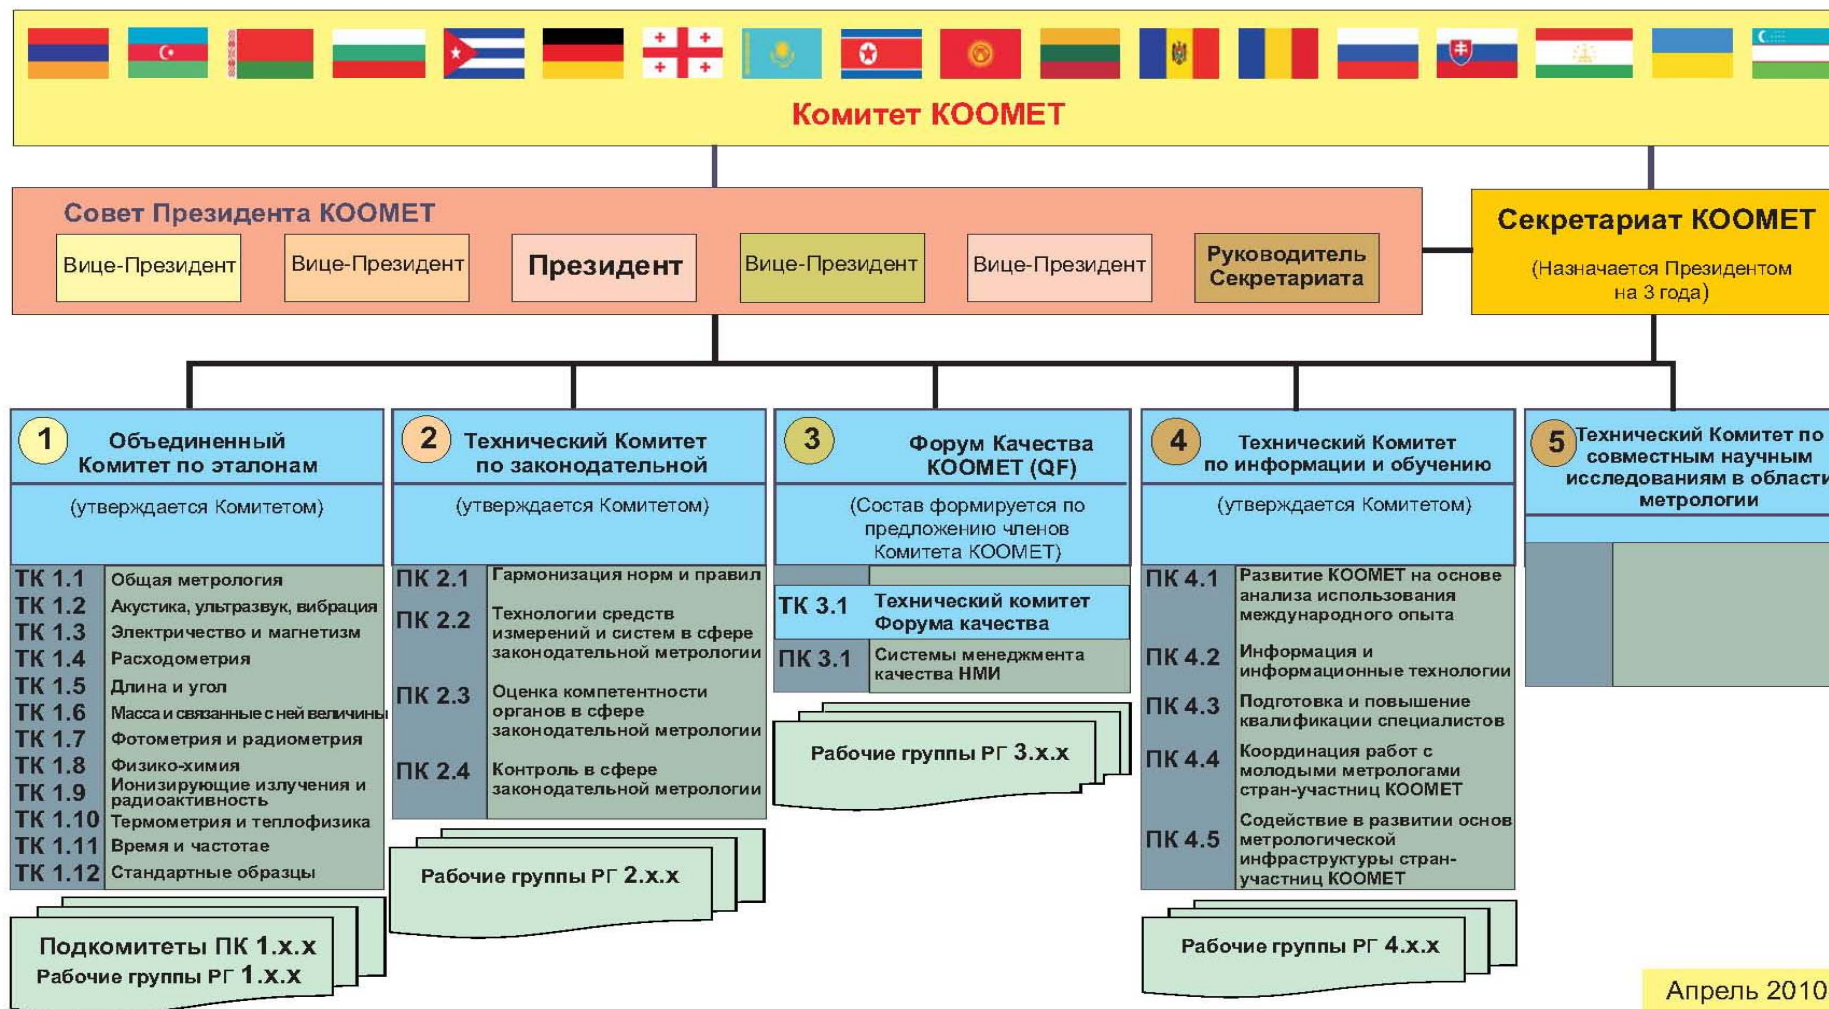 Комитет КООМЕТ
Совет Президента КООМЕТ
Вице-Президент
Вице-Президент
Президент
Вице-Президент
Вице-Президент
Руководитель
Секретариата
Секретариат КООМЕТ
(Назначается Президентом
на 3 года)
1
Объединенный
Комитет по эталонам
(утверждается Комитетом)
ТК 1.1 Общая метрология
ТК 1.2 Акустика, ультразвук, вибрация
ТК 1.3 Электричество и магнетизм
ТК 1.4 Расходометрия
ТК 1.5 Длина и угол
ТК 1.6 Масса и связанные с ней величины
ТК 1.7 Фотометрия и радиометрия
ТК 1.8 Физико-химия
ТК 1.9 Ионизирующие излучения и
радиоактивность
ТК 1.10 Термометрия и теплофизика
ТК 1.11 Время и частотае
ТК 1.12 Стандартные образцы
Подкомитеты ПК 1.x.x
Рабочие группы РГ 1.x.x
2
Технический Комитет
по законодательной
(утверждается Комитетом)
ПК 2.1 Гармонизация норм и правил
ПК 2.2 Технологии средств
измерений и систем в сфере
законодательной метрологии
ПК 2.3 Оценка компетентности
органов в сфере
законодательной метрологии
ПК 2.4 Контроль в сфере
законодательной метрологии
Рабочие группы РГ 2.x.x
3
Форум Качества
КООМЕТ (QF)
(Состав формируется по
предложению членов
Комитета КООМЕТ)
ТК 3.1 Технический комитет
Форума качества
ПК 3.1 Системы менеджмента
качества НМИ
Рабочие группы РГ 3.x.x
4
Технический Комитет
по информации и обучению
(утверждается Комитетом)
ПК 4.1 Развитие КООМЕТ на основе
анализа использования
международного опыта
ПК 4.2 Информация и
информационные технологии
ПК 4.3 Подготовка и повышение
квалификации специалистов
ПК 4.4 Координация работ с
молодыми метрологами
стран-участниц КООМЕТ
ПК 4.5 Содействие в развитии основ
метрологической
инфраструктуры стран-
участниц КООМЕТ
Рабочие группы РГ 4.x.x
5
Технический Комитет по
совместным научным
исследованиям в области
метрологии
Апрель 2010